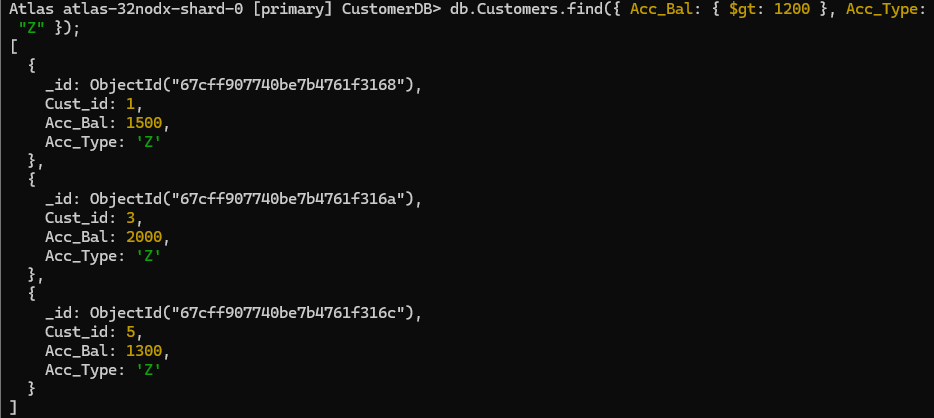 Atlas atlas-32nodx-shard-0 [primary] CustomerDB> db.Customers.find({ Acc_Bal: { $gt: 1200 }, Acc_Type:
"Z" });
[
  {
    _id: ObjectId("67cff907740be7b4761f3168"),
    Cust_id: 1,
    Acc_Bal: 1500,
    Acc_Type: 'Z'
  },
  {
    _id: ObjectId("67cff907740be7b4761f316a"),
    Cust_id: 3,
    Acc_Bal: 2000,
    Acc_Type: 'Z'
  },
  {
    _id: ObjectId("67cff907740be7b4761f316c"),
    Cust_id: 5,
    Acc_Bal: 1300,
    Acc_Type: 'Z'
  }
]